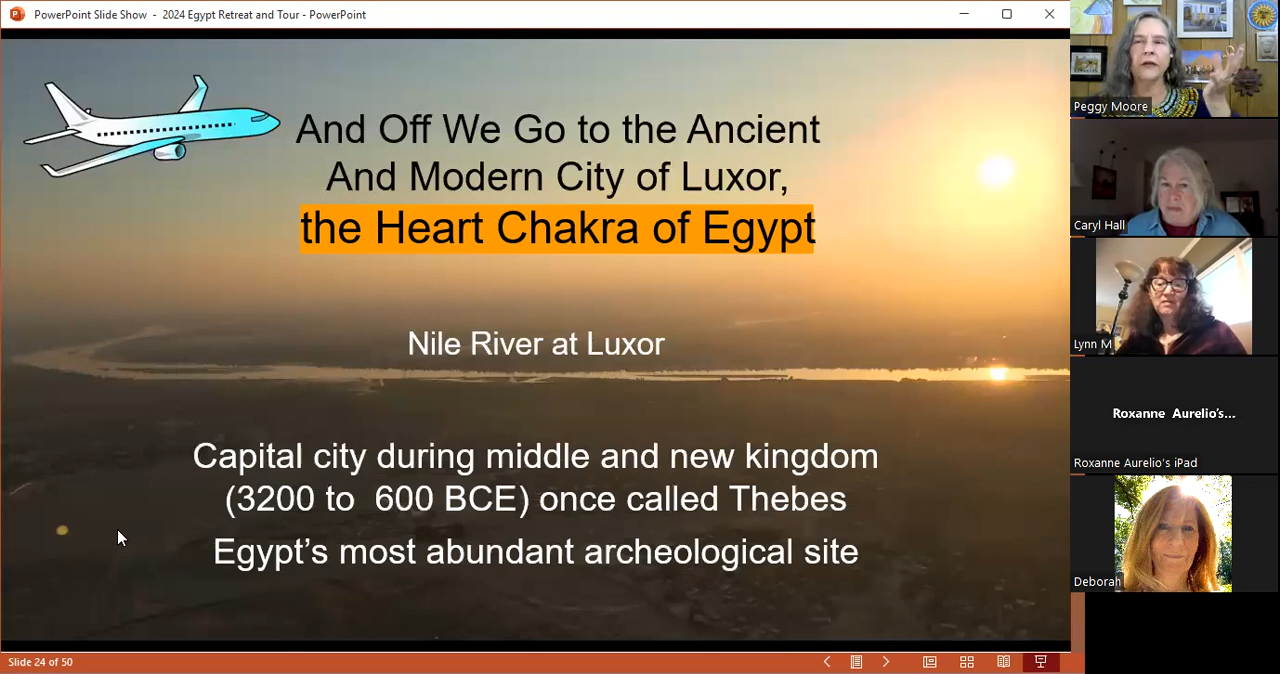 PowerPoint Slide Show - 2024 Egypt Retreat and Tour - PowerPoint
And Off We Go to the Ancient
And Modern City of Luxor,
the Heart Chakra of Egypt
Nile River at Luxor
Capital city during middle and new kingdom
(3200 to 600 BCE) once called Thebes
Egypt’s most abundant archeological site
Slide 24 of 50
Peggy Moore
Caryl Hall
Lynn M
Roxanne Aurelio's...
Roxanne Aurelio's iPad
Deborah